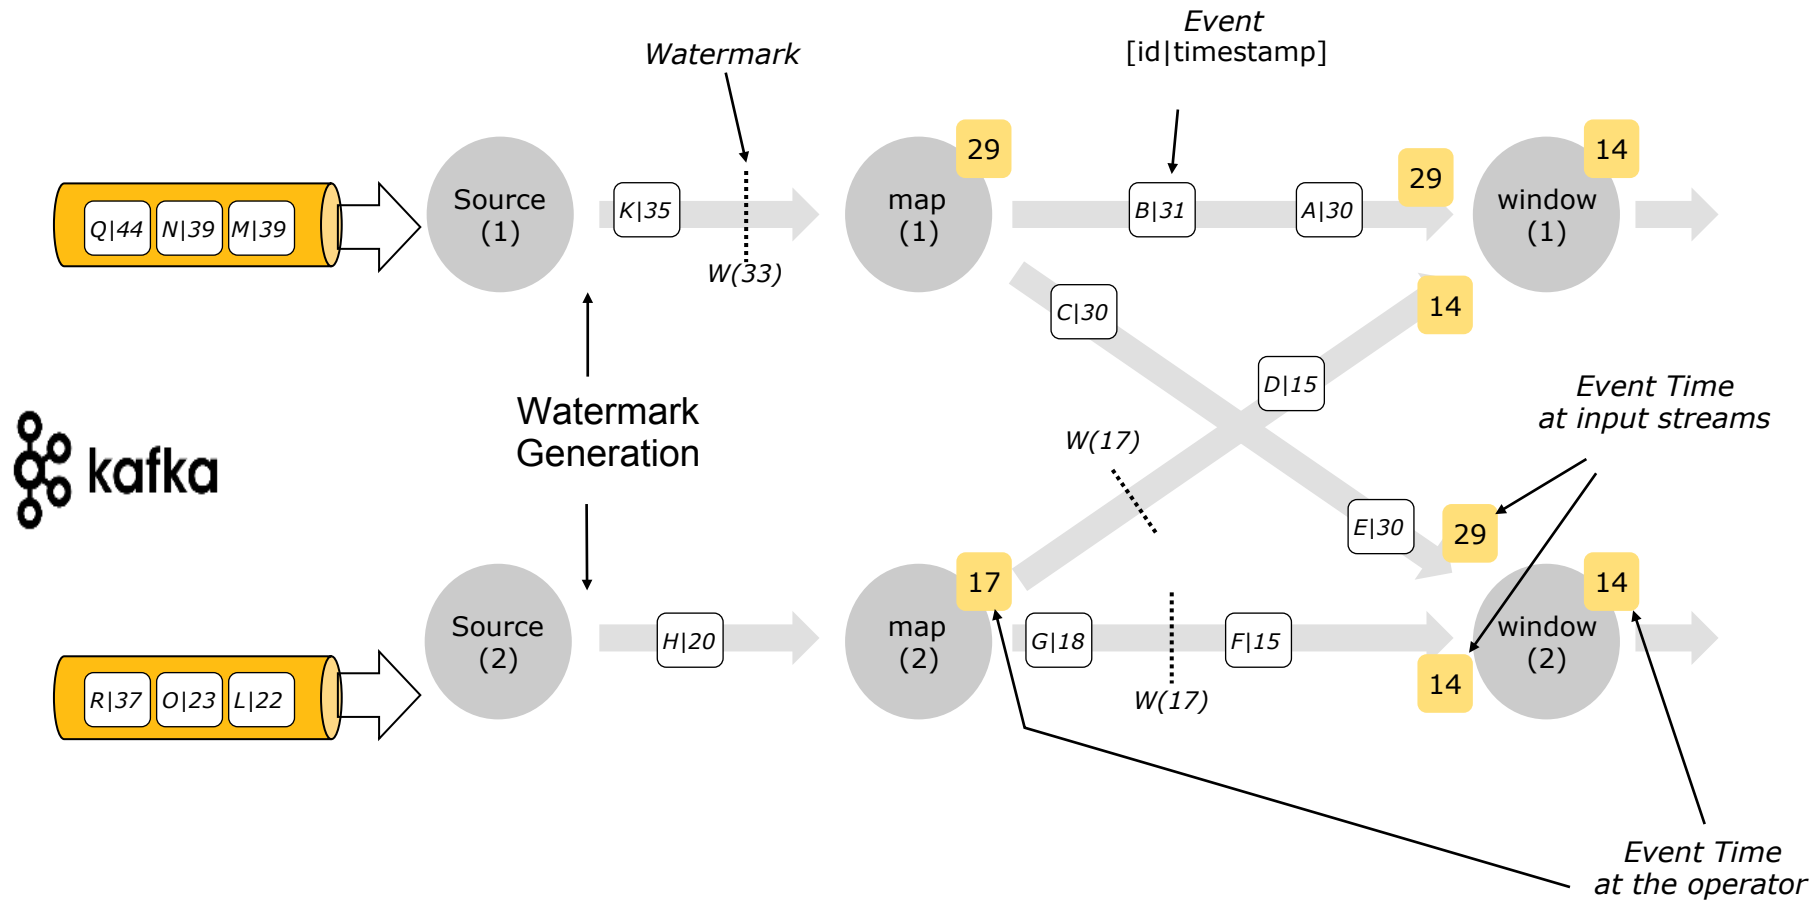 Event
[id|timestamp]
Watermark
29
14
Q|44
N|39
M|39
Source
(1)
K|35
W(33)
map
(1)
B|31
A|30
29
window
(1)
C|30
14
D|15
Watermark
Generation
kafka
W(17)
Event Time
at input streams
E|30
29
17
14
R|37
O|23
L|22
Source
(2)
H|20
map
(2)
G|18
W(17)
F|15
14
window
(2)
Event Time
at the operator